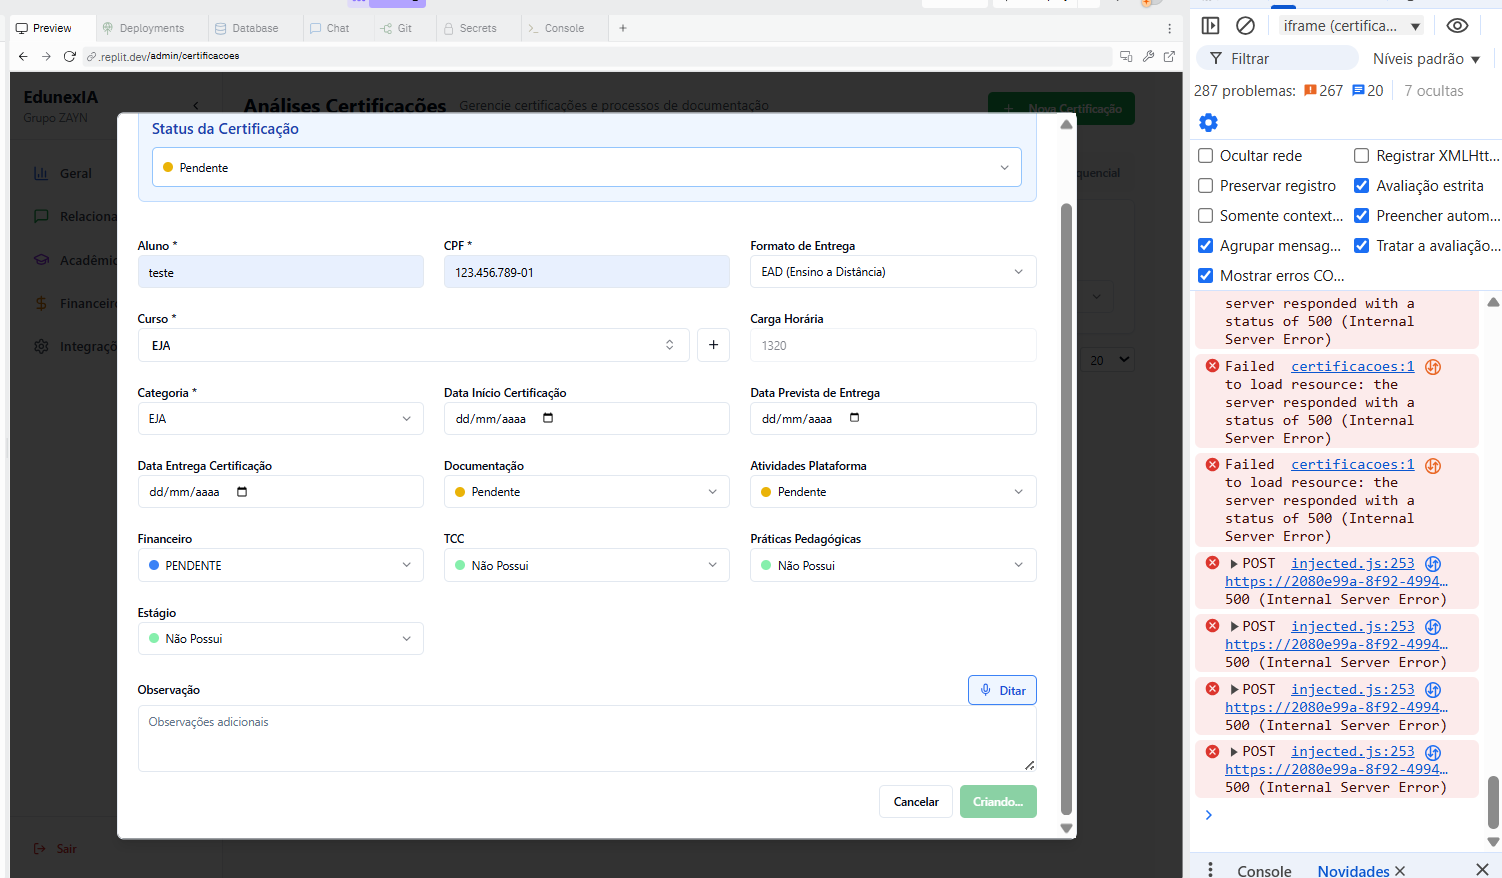 Preview
Deployments
Database
Chat
Git
Secrets
Console
.replit.dev/admin/certificacoes
EdunexIA
Grupo ZAYN
Análises Certificações
Gerencie certificações e processos de documentação
Nova Certificação
Geral
Relaciona
Acadêmic
Financeir
Integraçõ
Sair
quencial
20
Status da Certificação
Pendente
Aluno *
CPF *
Formato de Entrega
teste
123.456.789-01
EAD (Ensino a Distância)
Curso *
Carga Horária
EJA
1320
Categoria *
Data Início Certificação
Data Prevista de Entrega
EJA
dd/mm/aaaa
dd/mm/aaaa
Data Entrega Certificação
Documentação
Atividades Plataforma
dd/mm/aaaa
Pendente
Pendente
Financeiro
TCC
Práticas Pedagógicas
PENDENTE
Não Possui
Não Possui
Estágio
Não Possui
Observação
Ditar
Observações adicionais
Cancelar
Criando...
iframe (certifica...
Filtrar
Níveis padrão
287 problemas:
267
20
7 ocultas
Ocultar rede
Registrar XMLHtt...
Preservar registro
Avaliação estrita
Somente context...
Preencher autom...
Agrupar mensag...
Tratar a avaliação...
Mostrar erros CO...
server responded with a
status of 500 (Internal
Server Error)
Failed certificacoes:1
to load resource: the
server responded with a
status of 500 (Internal
Server Error)
Failed certificacoes:1
to load resource: the
server responded with a
status of 500 (Internal
Server Error)
POST injected.js:253
https://2080e99a-8f92-4994…
500 (Internal Server Error)
POST injected.js:253
https://2080e99a-8f92-4994…
500 (Internal Server Error)
POST injected.js:253
https://2080e99a-8f92-4994…
500 (Internal Server Error)
POST injected.js:253
https://2080e99a-8f92-4994…
500 (Internal Server Error)
Console
Novidades